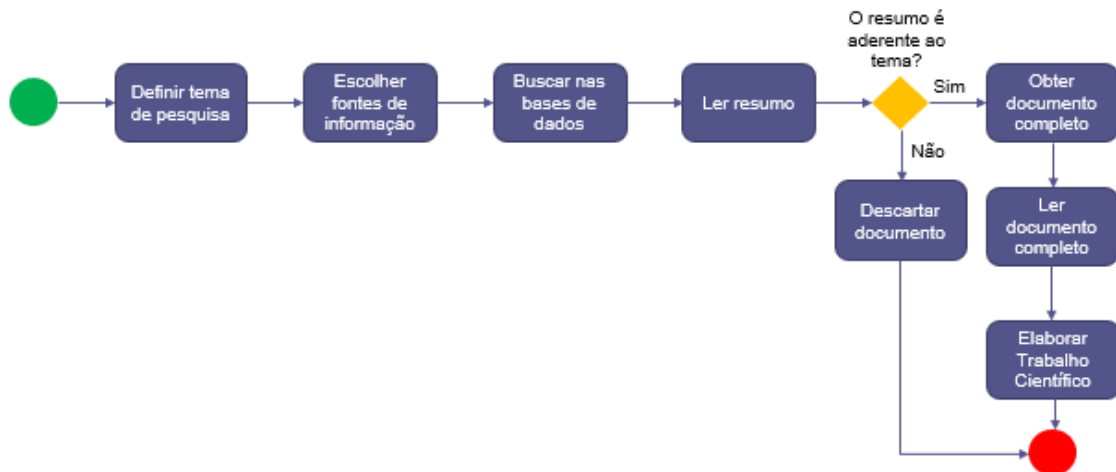 Definir tema
de pesquisa
Escolher
fontes de
informação
Buscar nas
bases de
dados
Ler resumo
O resumo é
aderente ao
tema?
Sim
Obter
documento
completo
Não
Descartar
documento
Ler
documento
completo
Elaborar
Trabalho
Científico